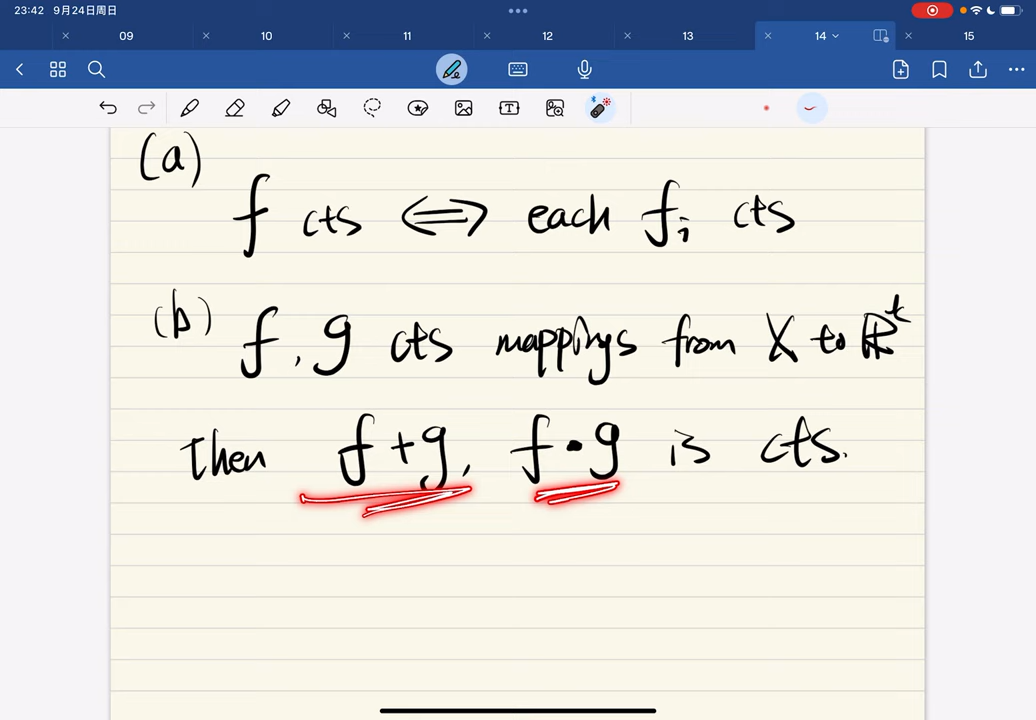 23:42 9月24日周日
09 10 11 12 13 14 15
(a)
f cts ⟺ each fᵢ cts
(b) f, g cts mappings from X to ℝᵏ
then f+g, f·g is cts.